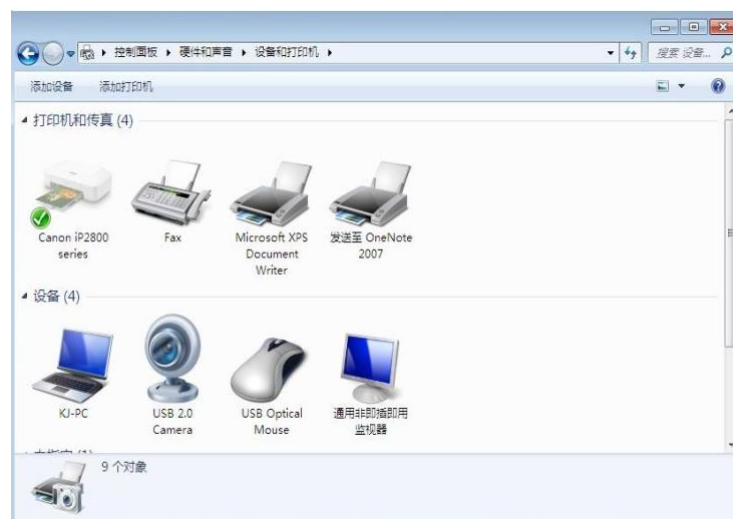 控制面板 ▸ 硬件和声音 ▸ 设备和打印机 ▸
搜索 设备...
添加设备 添加打印机
打印机和传真 (4)
Canon iP2800
series
Fax
Microsoft XPS
Document
Writer
发送至 OneNote
2007
设备 (4)
KJ-PC
USB 2.0
Camera
USB Optical
Mouse
通用非即插即用
监视器
9 个对象